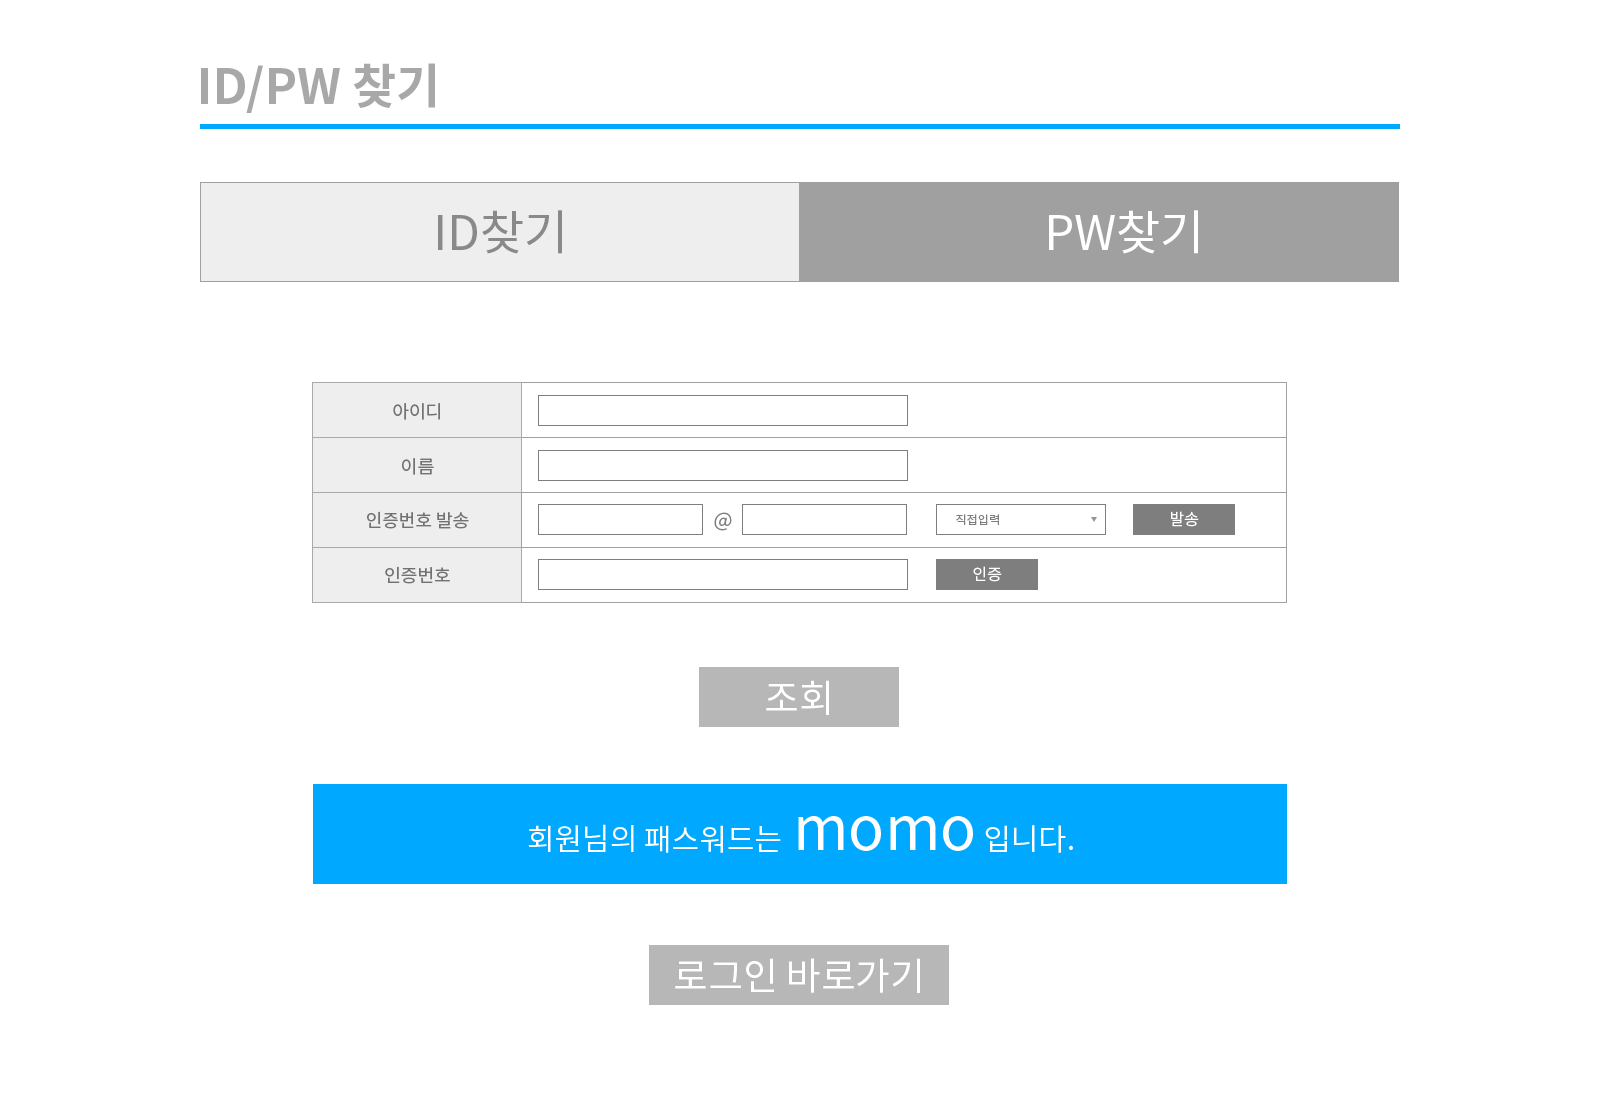 ID/PW 찾기
ID찾기 PW찾기
아이디
이름
인증번호 발송 @ 직접입력 발송
인증번호 인증
조회
회원님의 패스워드는 momo 입니다.
로그인 바로가기